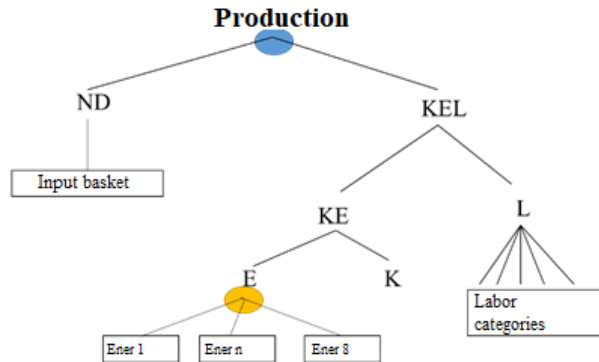 Production
ND
KEL
Input basket
KE
L
E
K
Labor
categories
Ener 1
Ener n
Ener 8